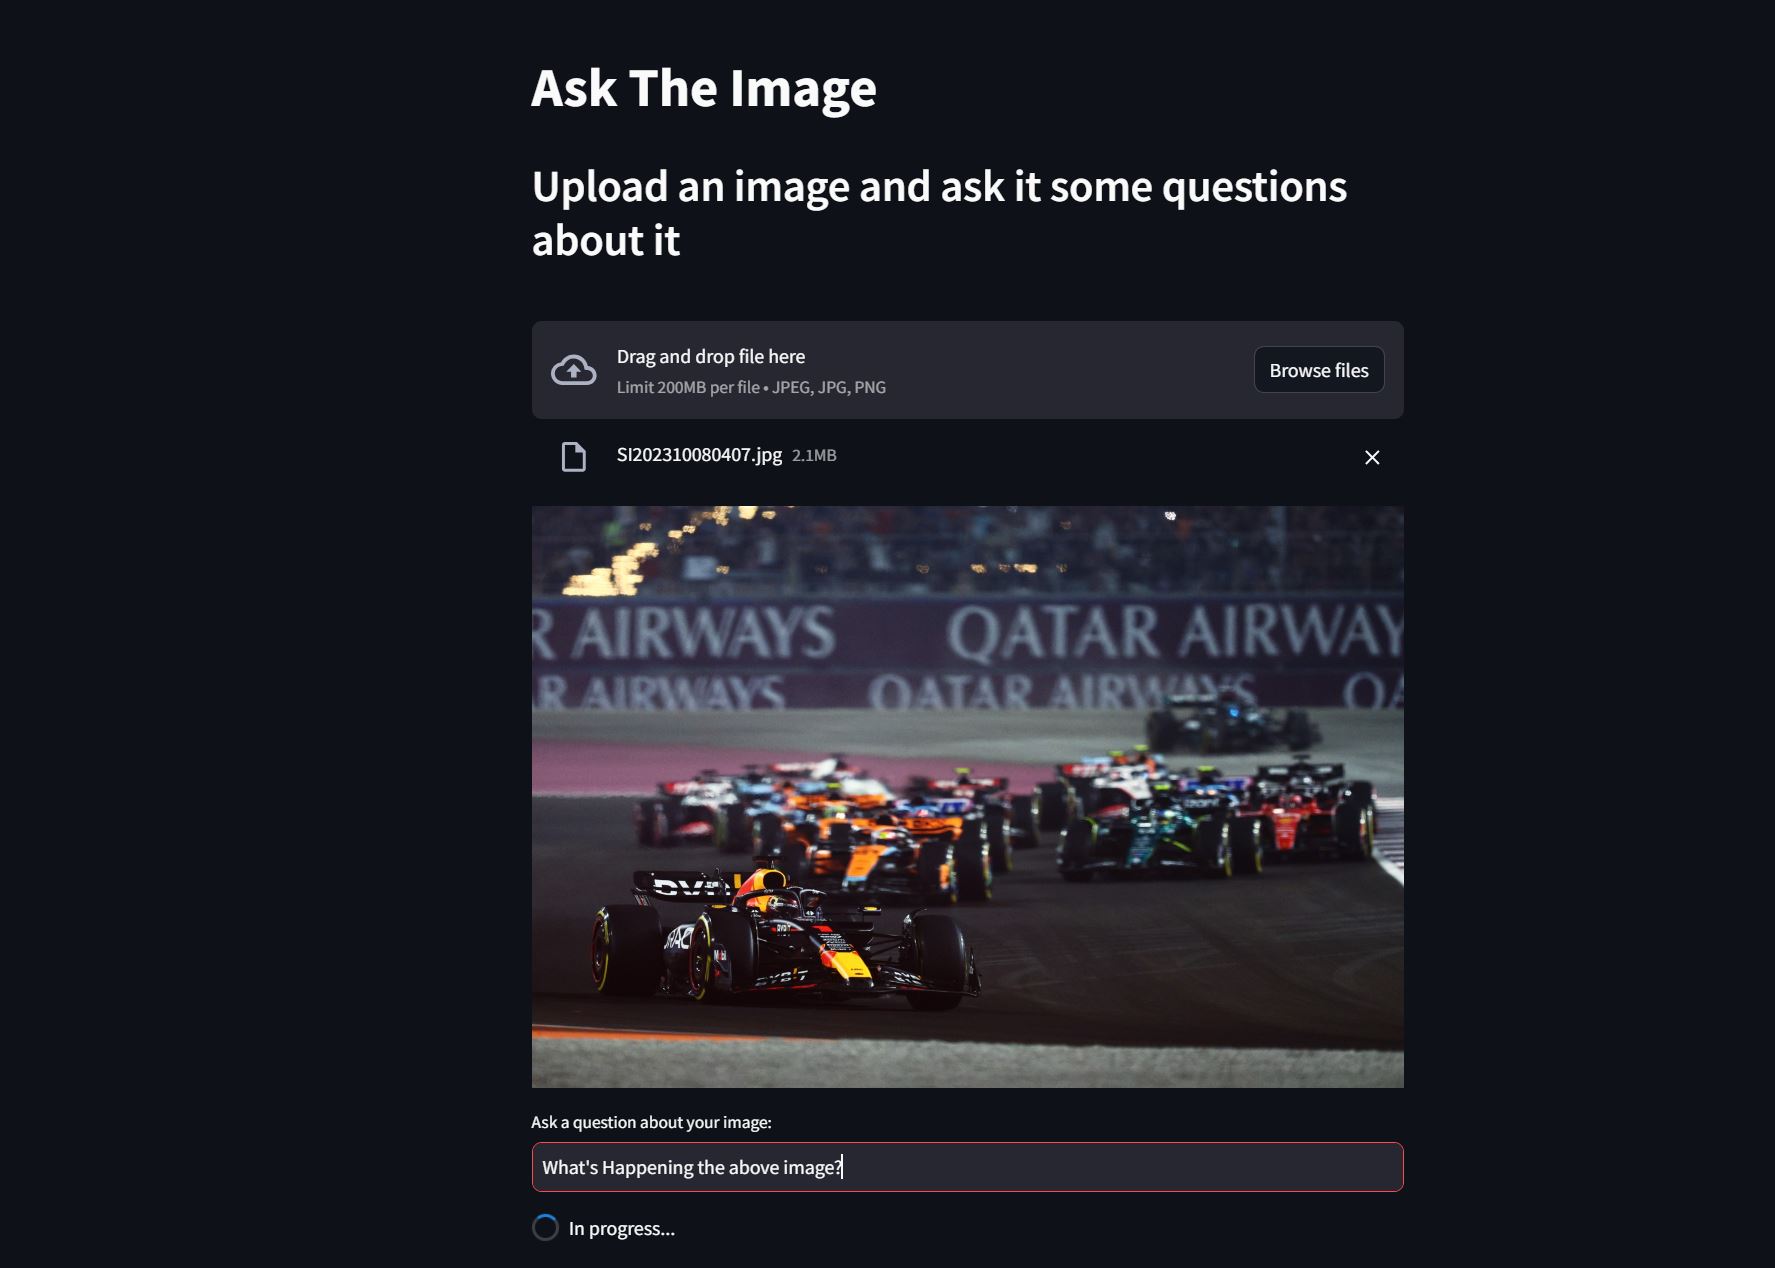 Ask The Image
Upload an image and ask it some questions
about it
Drag and drop file here
Limit 200MB per file • JPEG, JPG, PNG
Browse files
SI202310080407.jpg 2.1MB
R AIRWAYS QATAR AIRWAY
R AIRWAYS QATAR AIRWAYS QA
Ask a question about your image:
What's Happening the above image?
In progress...